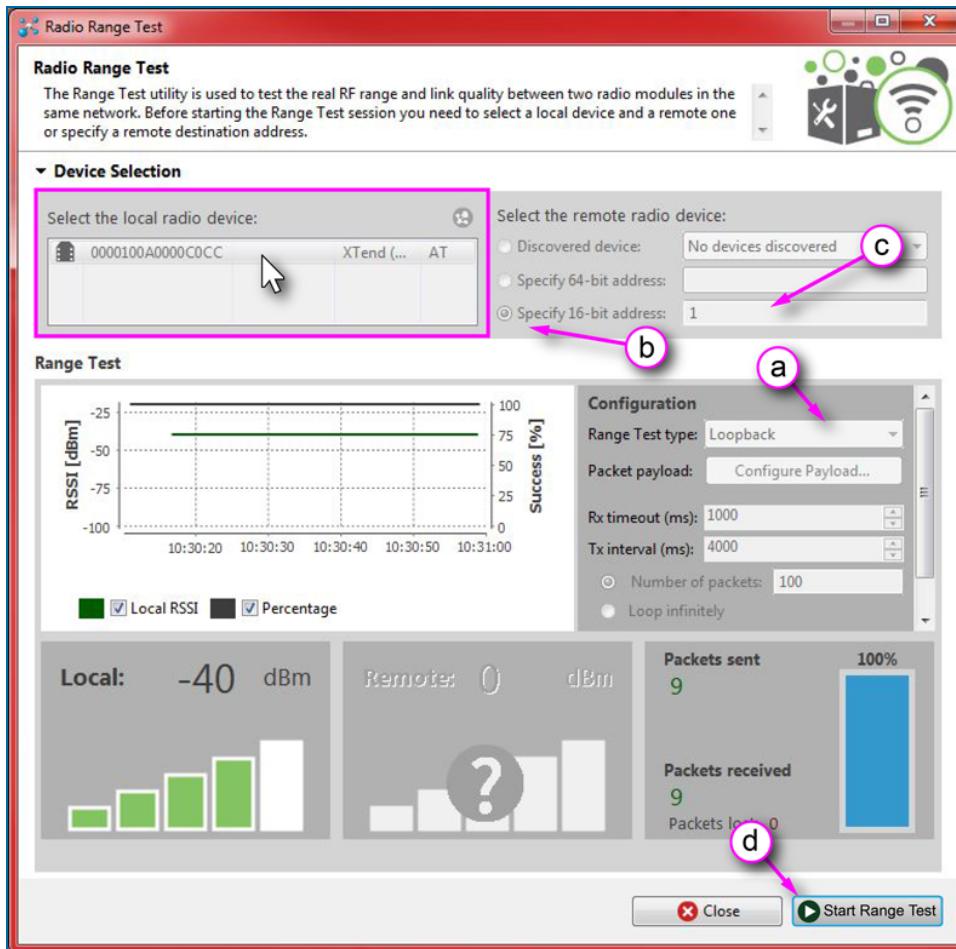 Radio Range Test
Radio Range Test
The Range Test utility is used to test the real RF range and link quality between two radio modules in the
same network. Before starting the Range Test session you need to select a local device and a remote one
or specify a remote destination address.
Device Selection
Select the local radio device:
0000100A0000C0CC XTend (... AT
Select the remote radio device:
Discovered device: No devices discovered
Specify 64-bit address:
Specify 16-bit address: 1
c
b
a
Range Test
RSSI [dBm]
-25
-50
-75
-100
100
75
50
25
0
Success [%]
10:30:20 10:30:30 10:30:40 10:30:50 10:31:00
Local RSSI Percentage
Configuration
Range Test type: Loopback
Packet payload: Configure Payload...
Rx timeout (ms): 1000
Tx interval (ms): 4000
Number of packets: 100
Loop infinitely
Local: -40 dBm
Remote: 0 dBm
?
Packets sent 100%
9
Packets received
9
Packets lost: 0
d
Close Start Range Test